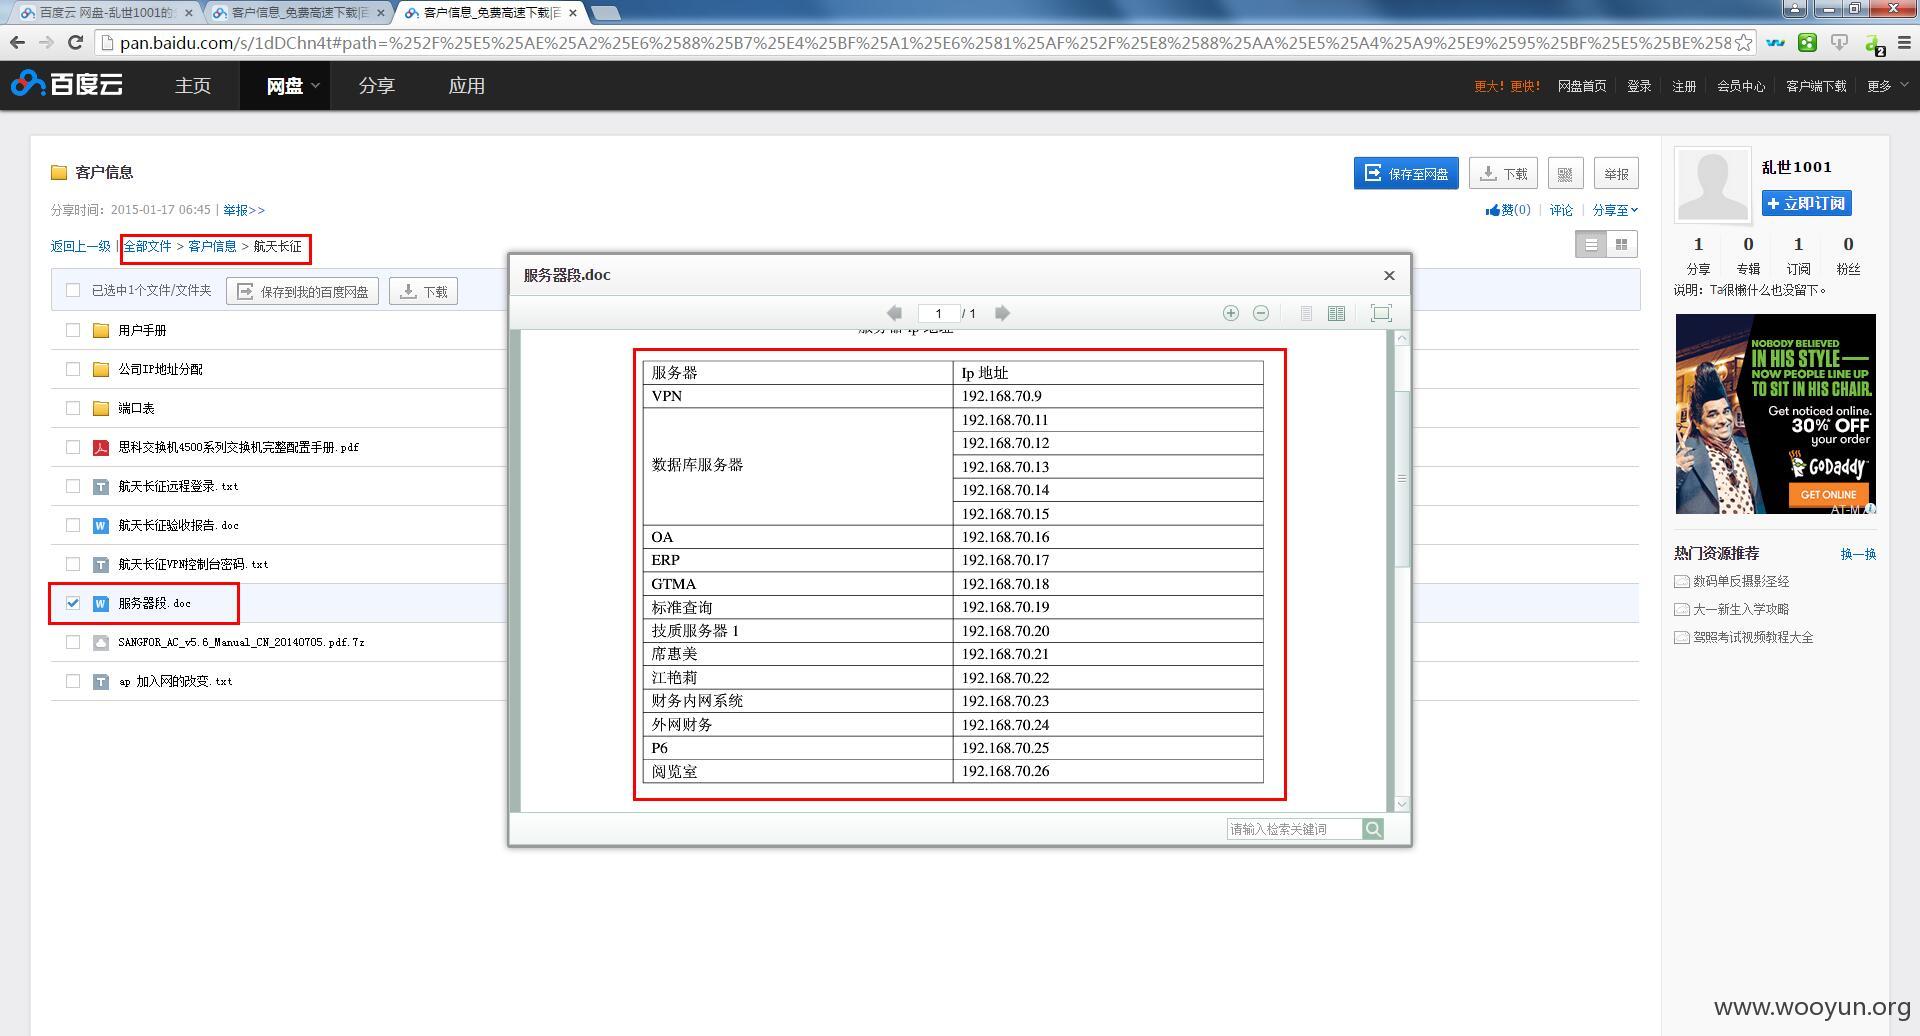 百度云 网盘-乱世1001的
客户信息_免费高速下载|百
客户信息_免费高速下载|百
pan.baidu.com/s/1dDChn4t#path=%252F%25E5%25AE%25A2%25E6%2588%25B7%25E4%25BF%25A1%25E6%2581%25AF%252F%25E8%2588%25AA%25E5%25A4%25A9%25E9%2595%25BF%25E5%25BE%258
2
百度云
主页
网盘
分享
应用
更大！更快！
网盘首页
登录
注册
会员中心
客户端下载
更多
客户信息
保存至网盘
下载
举报
分享时间: 2015-01-17 06:45 | 举报>>
赞(0)
评论
分享至
返回上一级 | 全部文件 > 客户信息 > 航天长征
已选中1个文件/文件夹
保存到我的百度网盘
下载
用户手册
公司IP地址分配
端口表
思科交换机4500系列交换机完整配置手册.pdf
航天长征远程登录.txt
航天长征验收报告.doc
航天长征VPN控制台密码.txt
服务器段.doc
SANGFOR_AC_v5.6_Manual_CN_20140705.pdf.7z
ap 加入网的改变.txt
服务器段.doc
1 / 1
服务器 ip 地址
服务器 Ip 地址
VPN 192.168.70.9
数据库服务器 192.168.70.11
192.168.70.12
192.168.70.13
192.168.70.14
192.168.70.15
OA 192.168.70.16
ERP 192.168.70.17
GTMA 192.168.70.18
标准查询 192.168.70.19
技质服务器 1 192.168.70.20
席惠美 192.168.70.21
江艳莉 192.168.70.22
财务内网系统 192.168.70.23
外网财务 192.168.70.24
P6 192.168.70.25
阅览室 192.168.70.26
请输入检索关键词
乱世1001
+ 立即订阅
1 0 1 0
分享 专辑 订阅 粉丝
说明: Ta很懒什么也没留下。
NOBODY BELIEVED
IN HIS STYLE—
NOW PEOPLE LINE UP
TO SIT IN HIS CHAIR.
Get noticed online.
30% OFF
your order
GoDaddy
GET ONLINE
热门资源推荐
换一换
数码单反摄影圣经
大一新生入学攻略
驾照考试视频教程大全
www.wooyun.org